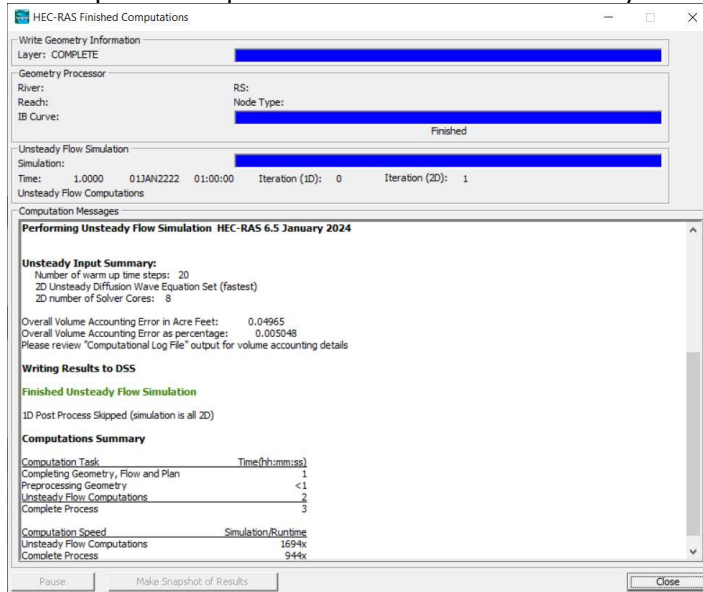 HEC-RAS Finished Computations
Write Geometry Information
Layer: COMPLETE
Geometry Processor
River: RS:
Reach: Node Type:
IB Curve:
Finished
Unsteady Flow Simulation
Simulation:
Time: 1.0000 01JAN2222 01:00:00 Iteration (1D): 0 Iteration (2D): 1
Unsteady Flow Computations
Computation Messages
Performing Unsteady Flow Simulation HEC-RAS 6.5 January 2024
Unsteady Input Summary:
Number of warm up time steps: 20
2D Unsteady Diffusion Wave Equation Set (fastest)
2D number of Solver Cores: 8
Overall Volume Accounting Error in Acre Feet: 0.04965
Overall Volume Accounting Error as percentage: 0.005048
Please review "Computational Log File" output for volume accounting details
Writing Results to DSS
Finished Unsteady Flow Simulation
1D Post Process Skipped (simulation is all 2D)
Computations Summary
Computation Task Time(hh:mm:ss)
Completing Geometry, Flow and Plan 1
Preprocessing Geometry <1
Unsteady Flow Computations 2
Complete Process 3
Computation Speed Simulation/Runtime
Unsteady Flow Computations 1694x
Complete Process 944x
Pause Make Snapshot of Results Close